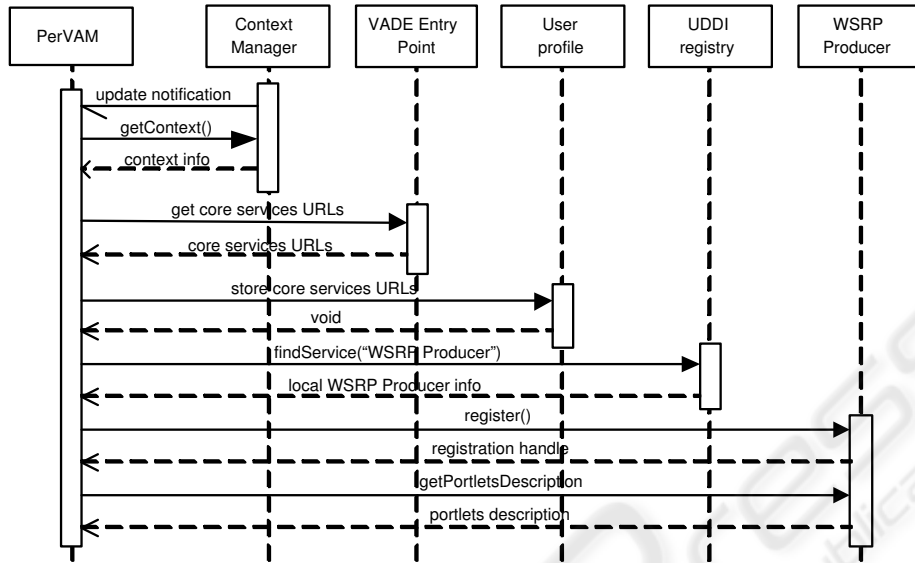 PerVAM
Context
Manager
VADE Entry
Point
User
profile
UDDI
registry
WSRP
Producer
update notification
getContext()
context info
get core services URLs
core services URLs
store core services URLs
void
findService(“WSRP Producer”)
local WSRP Producer info
register()
registration handle
getPortletsDescription
portlets description